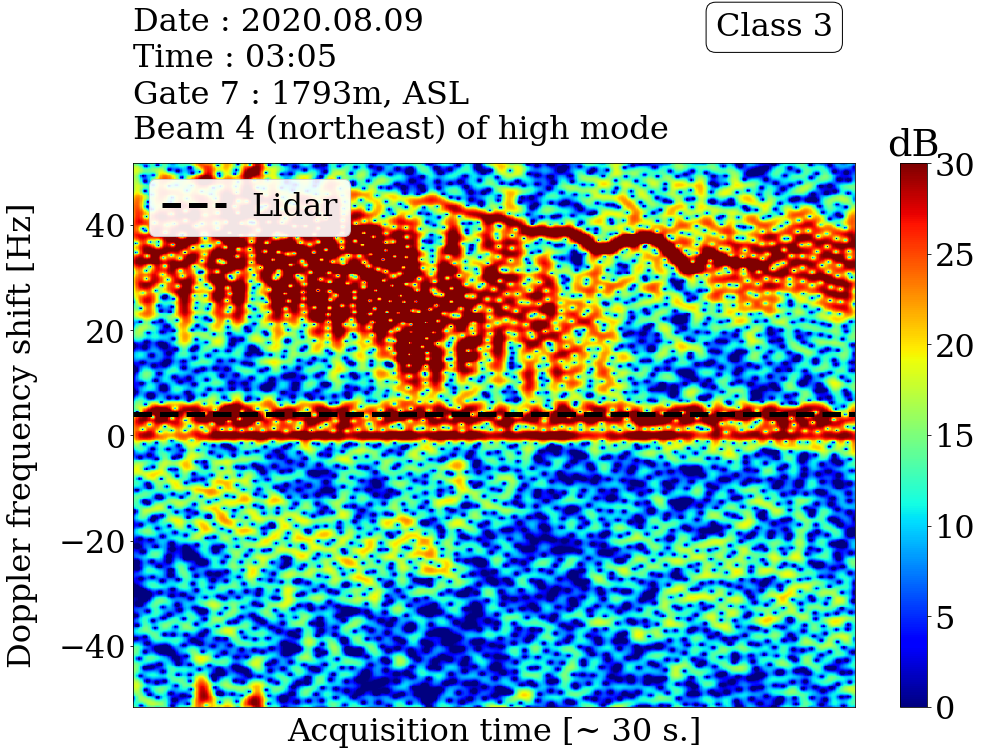 Date : 2020.08.09
Time : 03:05
Gate 7 : 1793m, ASL
Beam 4 (northeast) of high mode
Class 3
dB
Lidar
Doppler frequency shift [Hz]
40
20
0
−20
−40
30
25
20
15
10
5
0
Acquisition time [~ 30 s.]